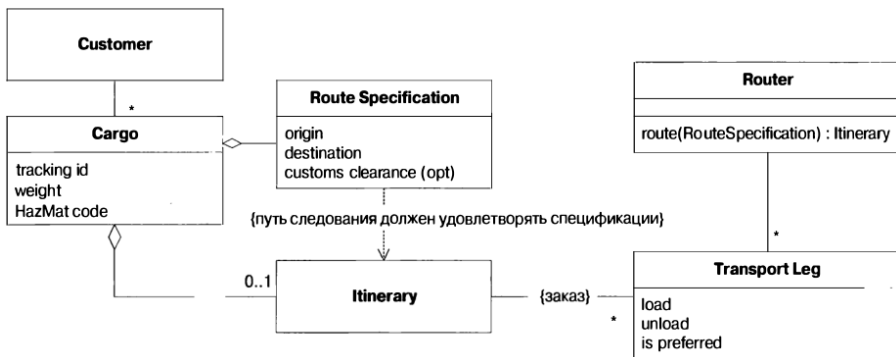 Customer
*
Cargo
tracking id
weight
HazMat code
Route Specification
origin
destination
customs clearance (opt)
Router
route(RouteSpecification) : Itinerary
{путь следования должен удовлетворять спецификации}
*
0..1
Itinerary
{заказ}
*
Transport Leg
load
unload
is preferred